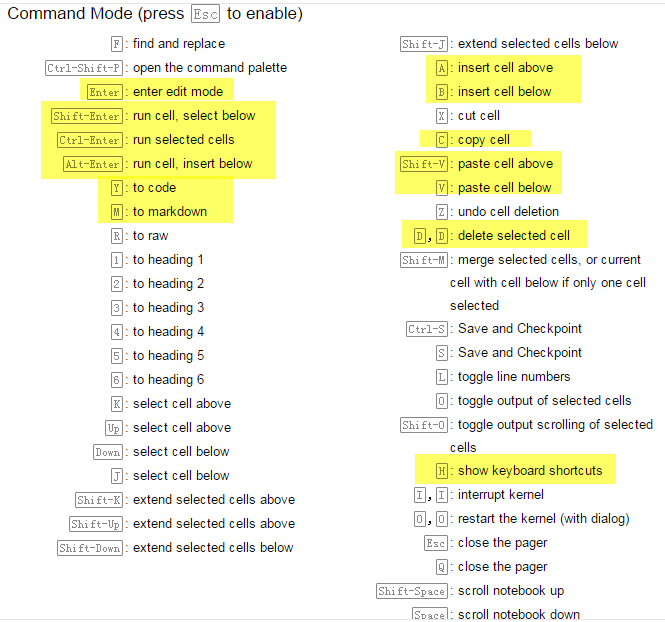 Command Mode (press Esc to enable)
F: find and replace
Ctrl-Shift-P: open the command palette
Enter: enter edit mode
Shift-Enter: run cell, select below
Ctrl-Enter: run selected cells
Alt-Enter: run cell, insert below
Y: to code
M: to markdown
R: to raw
1: to heading 1
2: to heading 2
3: to heading 3
4: to heading 4
5: to heading 5
6: to heading 6
K: select cell above
Up: select cell above
Down: select cell below
J: select cell below
Shift-K: extend selected cells above
Shift-Up: extend selected cells above
Shift-Down: extend selected cells below
Shift-J: extend selected cells below
A: insert cell above
B: insert cell below
X: cut cell
C: copy cell
Shift-V: paste cell above
V: paste cell below
Z: undo cell deletion
D,D: delete selected cell
Shift-M: merge selected cells, or current
cell with cell below if only one cell
selected
Ctrl-S: Save and Checkpoint
S: Save and Checkpoint
L: toggle line numbers
O: toggle output of selected cells
Shift-O: toggle output scrolling of selected
cells
H: show keyboard shortcuts
I,I: interrupt kernel
0,0: restart the kernel (with dialog)
Esc: close the pager
Q: close the pager
Shift-Space: scroll notebook up
Space: scroll notebook down